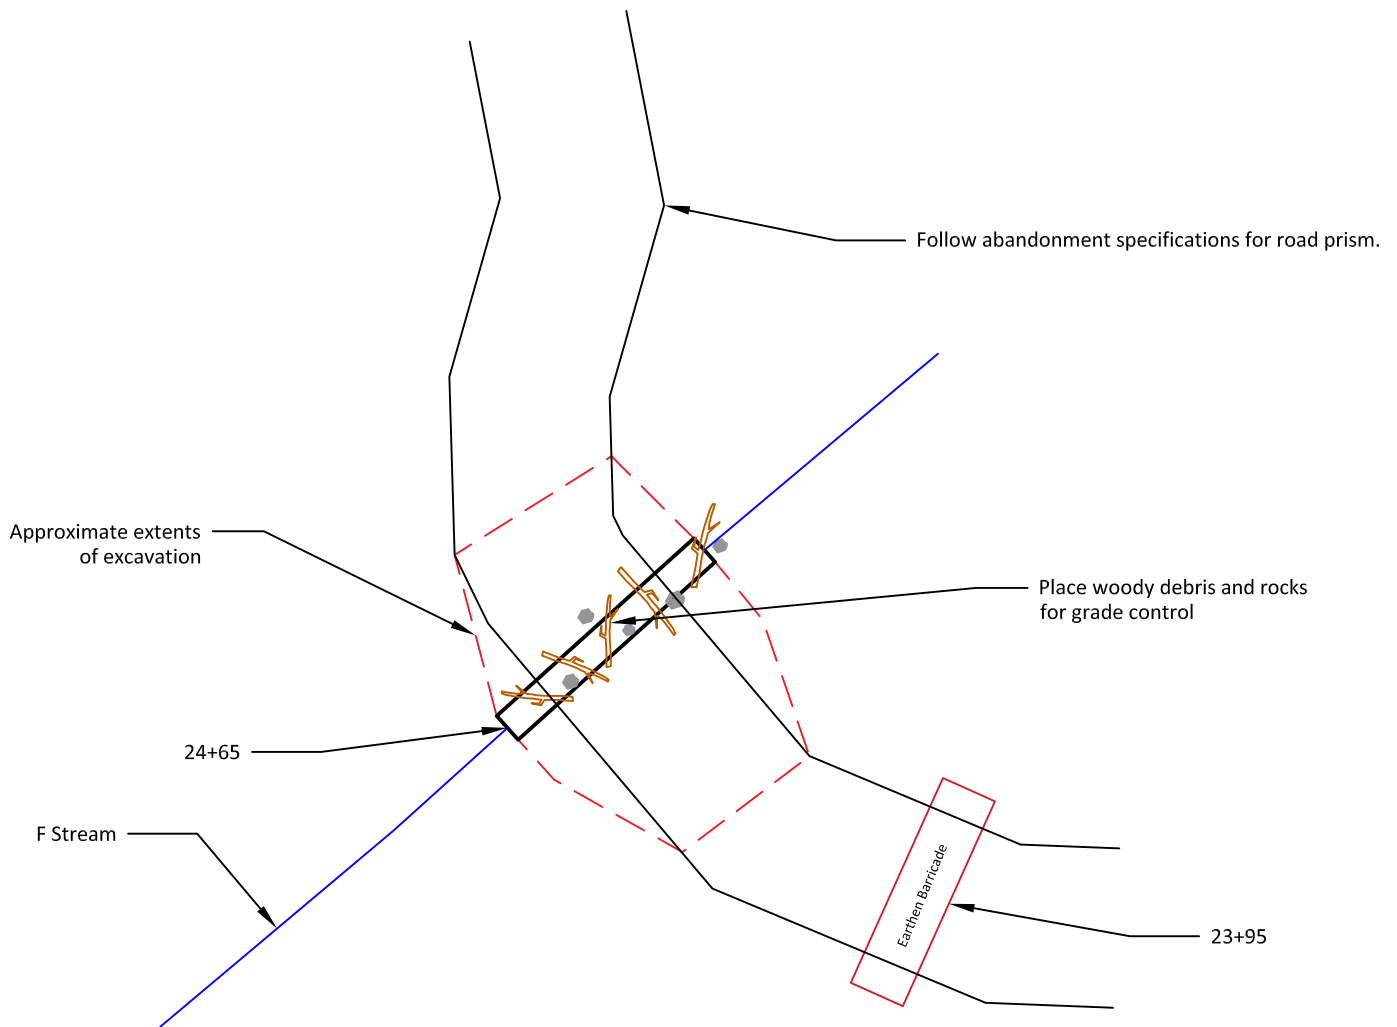 Follow abandonment specifications for road prism.
Approximate extents
of excavation
Place woody debris and rocks
for grade control
24+65
F Stream
Earthen Barricade
23+95